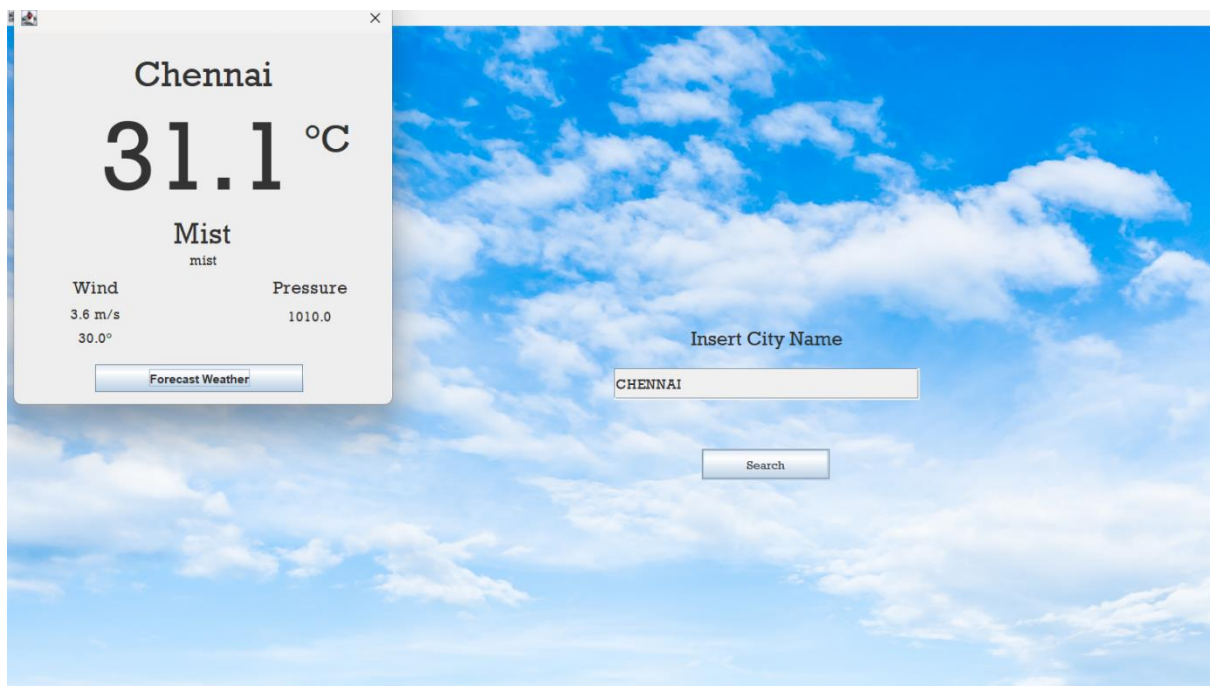 Chennai
31.1 °C
Mist
mist
Wind Pressure
3.6 m/s 1010.0
30.0°
Forecast Weather
Insert City Name
CHENNAI
Search